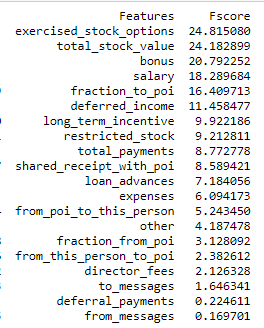 Features Fscore
exercised_stock_options 24.815080
total_stock_value 24.182899
bonus 20.792252
salary 18.289684
fraction_to_poi 16.409713
deferred_income 11.458477
long_term_incentive 9.922186
restricted_stock 9.212811
total_payments 8.772778
shared_receipt_with_poi 8.589421
loan_advances 7.184056
expenses 6.094173
from_poi_to_this_person 5.243450
other 4.187478
fraction_from_poi 3.128092
from_this_person_to_poi 2.382612
director_fees 2.126328
to_messages 1.646341
deferral_payments 0.224611
from_messages 0.169701